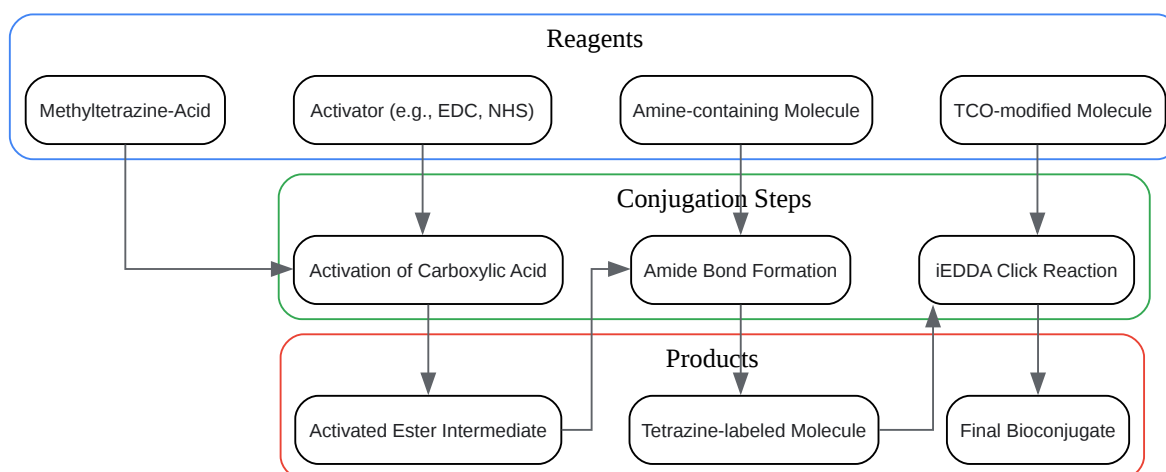 Reagents
Methyltetrazine-Acid
Activator (e.g., EDC, NHS)
Amine-containing Molecule
TCO-modified Molecule
Conjugation Steps
Activation of Carboxylic Acid
Amide Bond Formation
iEDDA Click Reaction
Products
Activated Ester Intermediate
Tetrazine-labeled Molecule
Final Bioconjugate